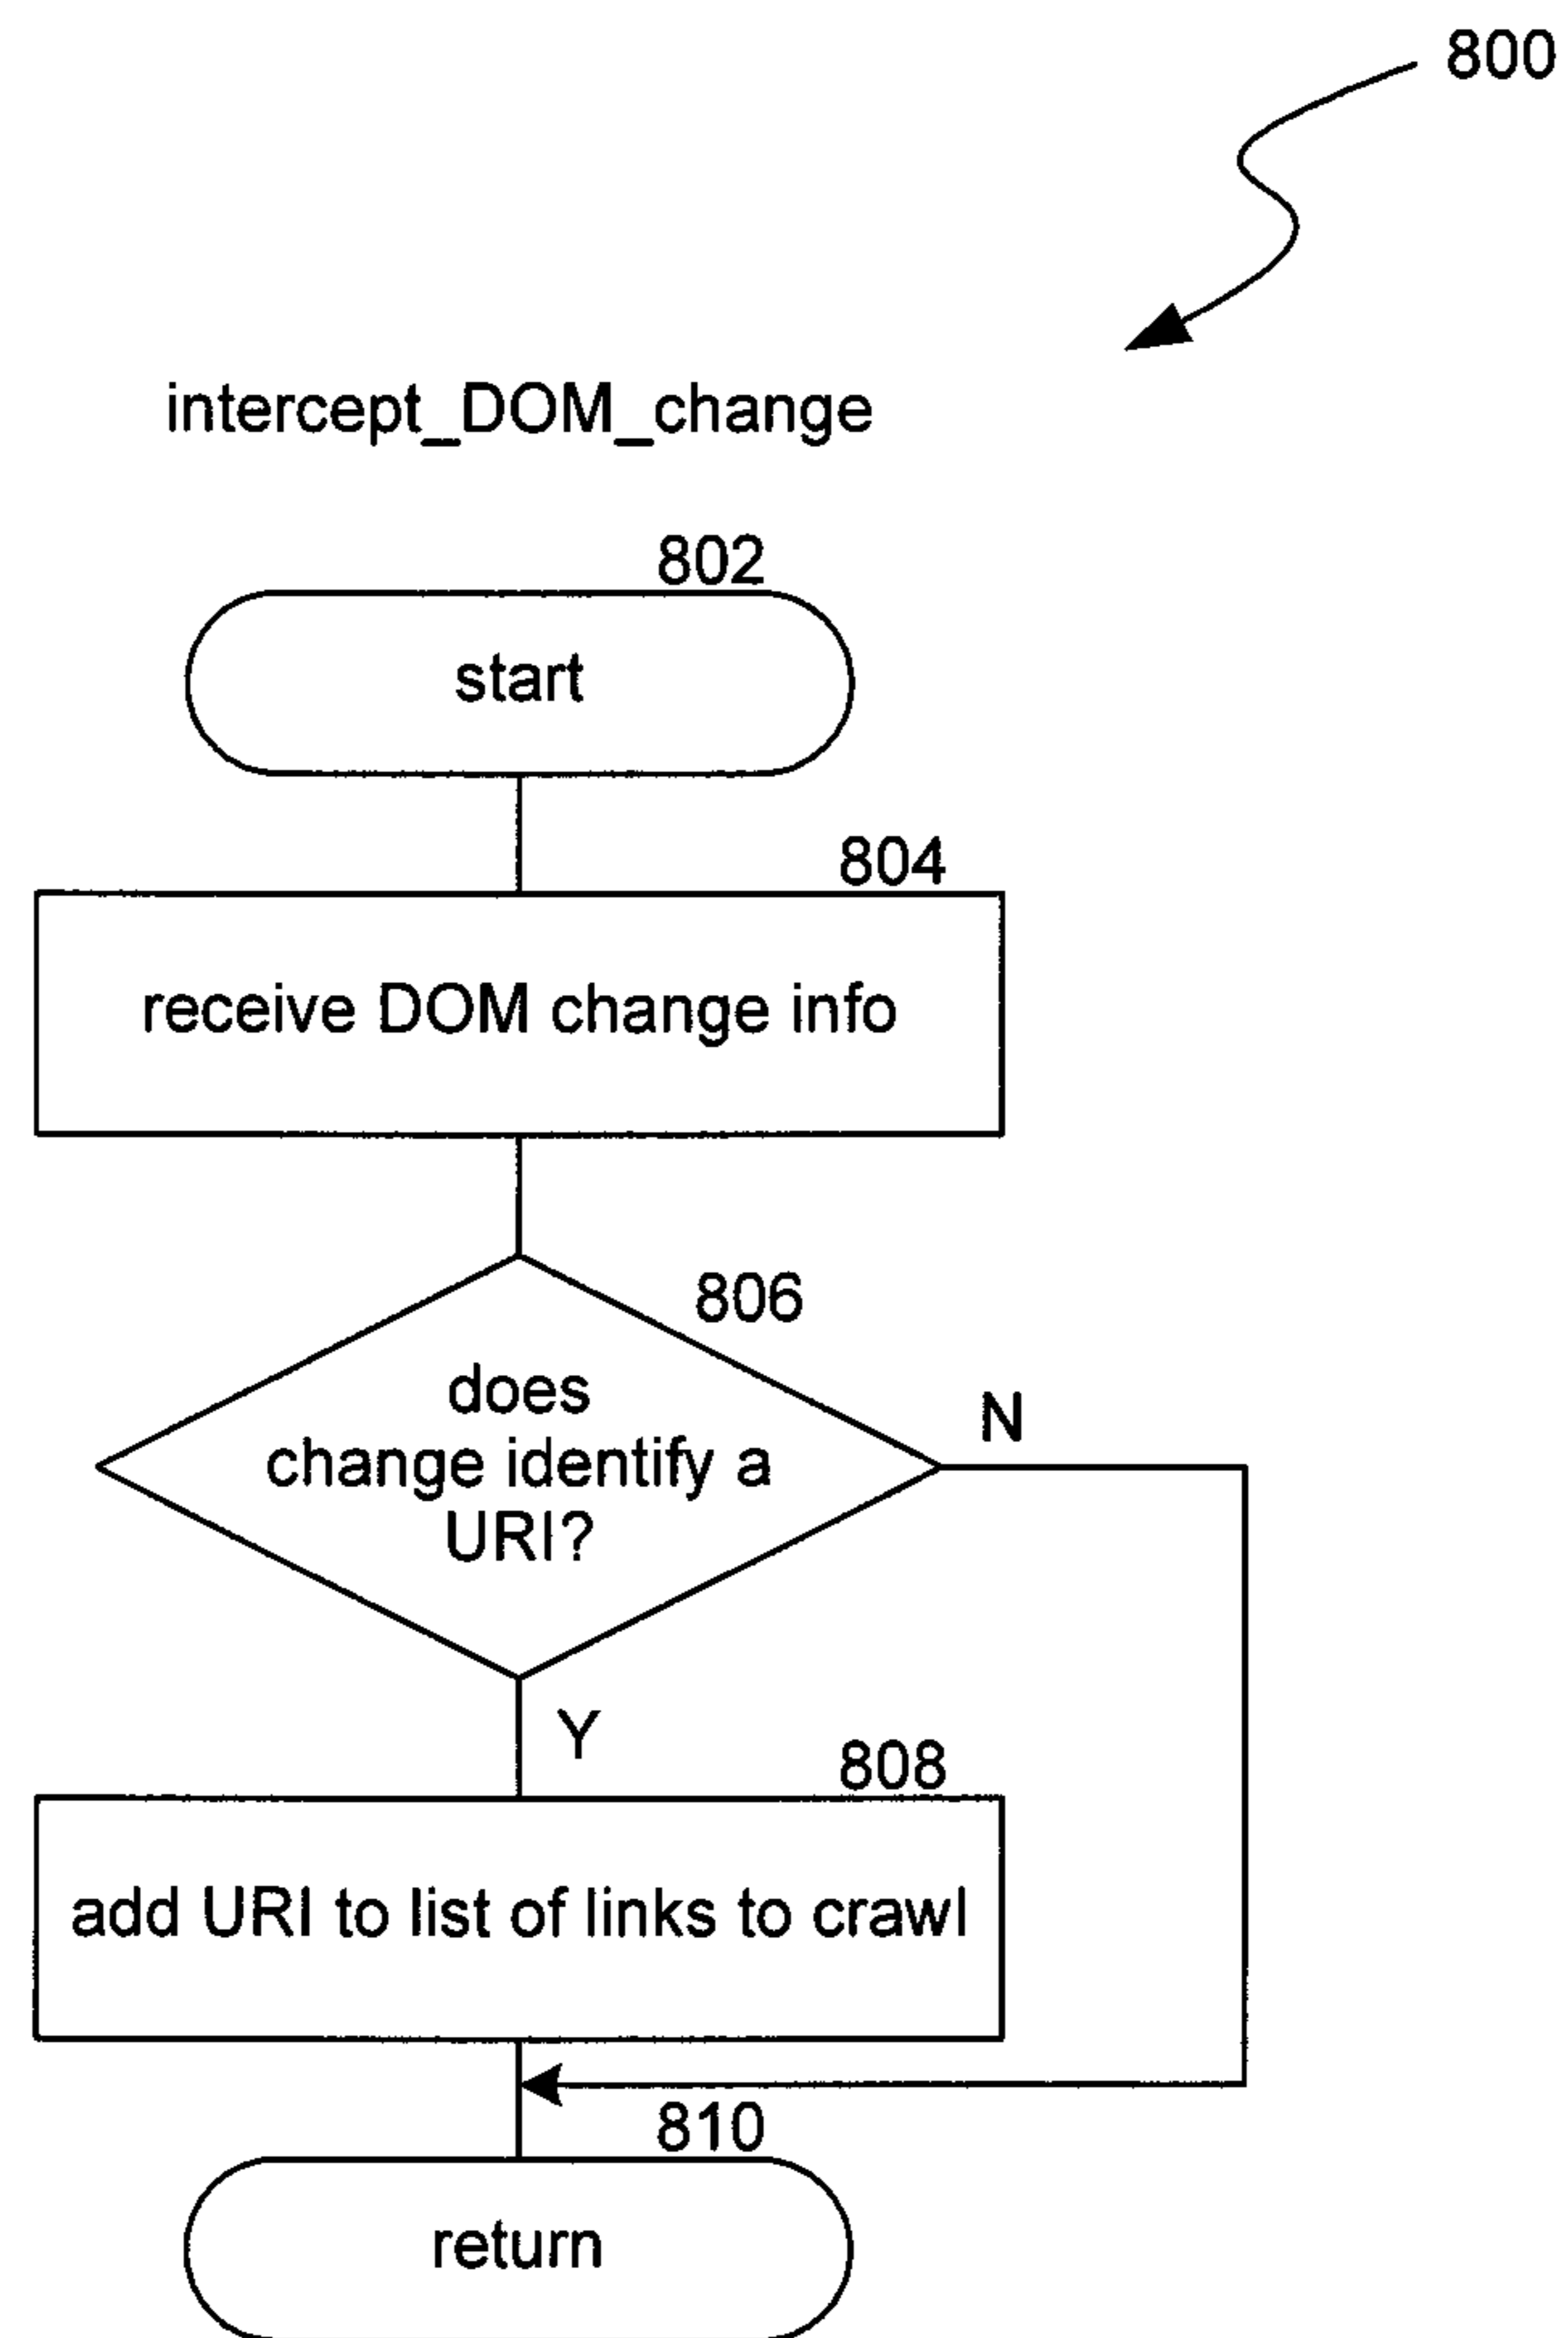 800
intercept_DOM_change
802
start
804
receive DOM change info
806
does
change identify a
URI?
N
Y
808
add URI to list of links to crawl
810
return